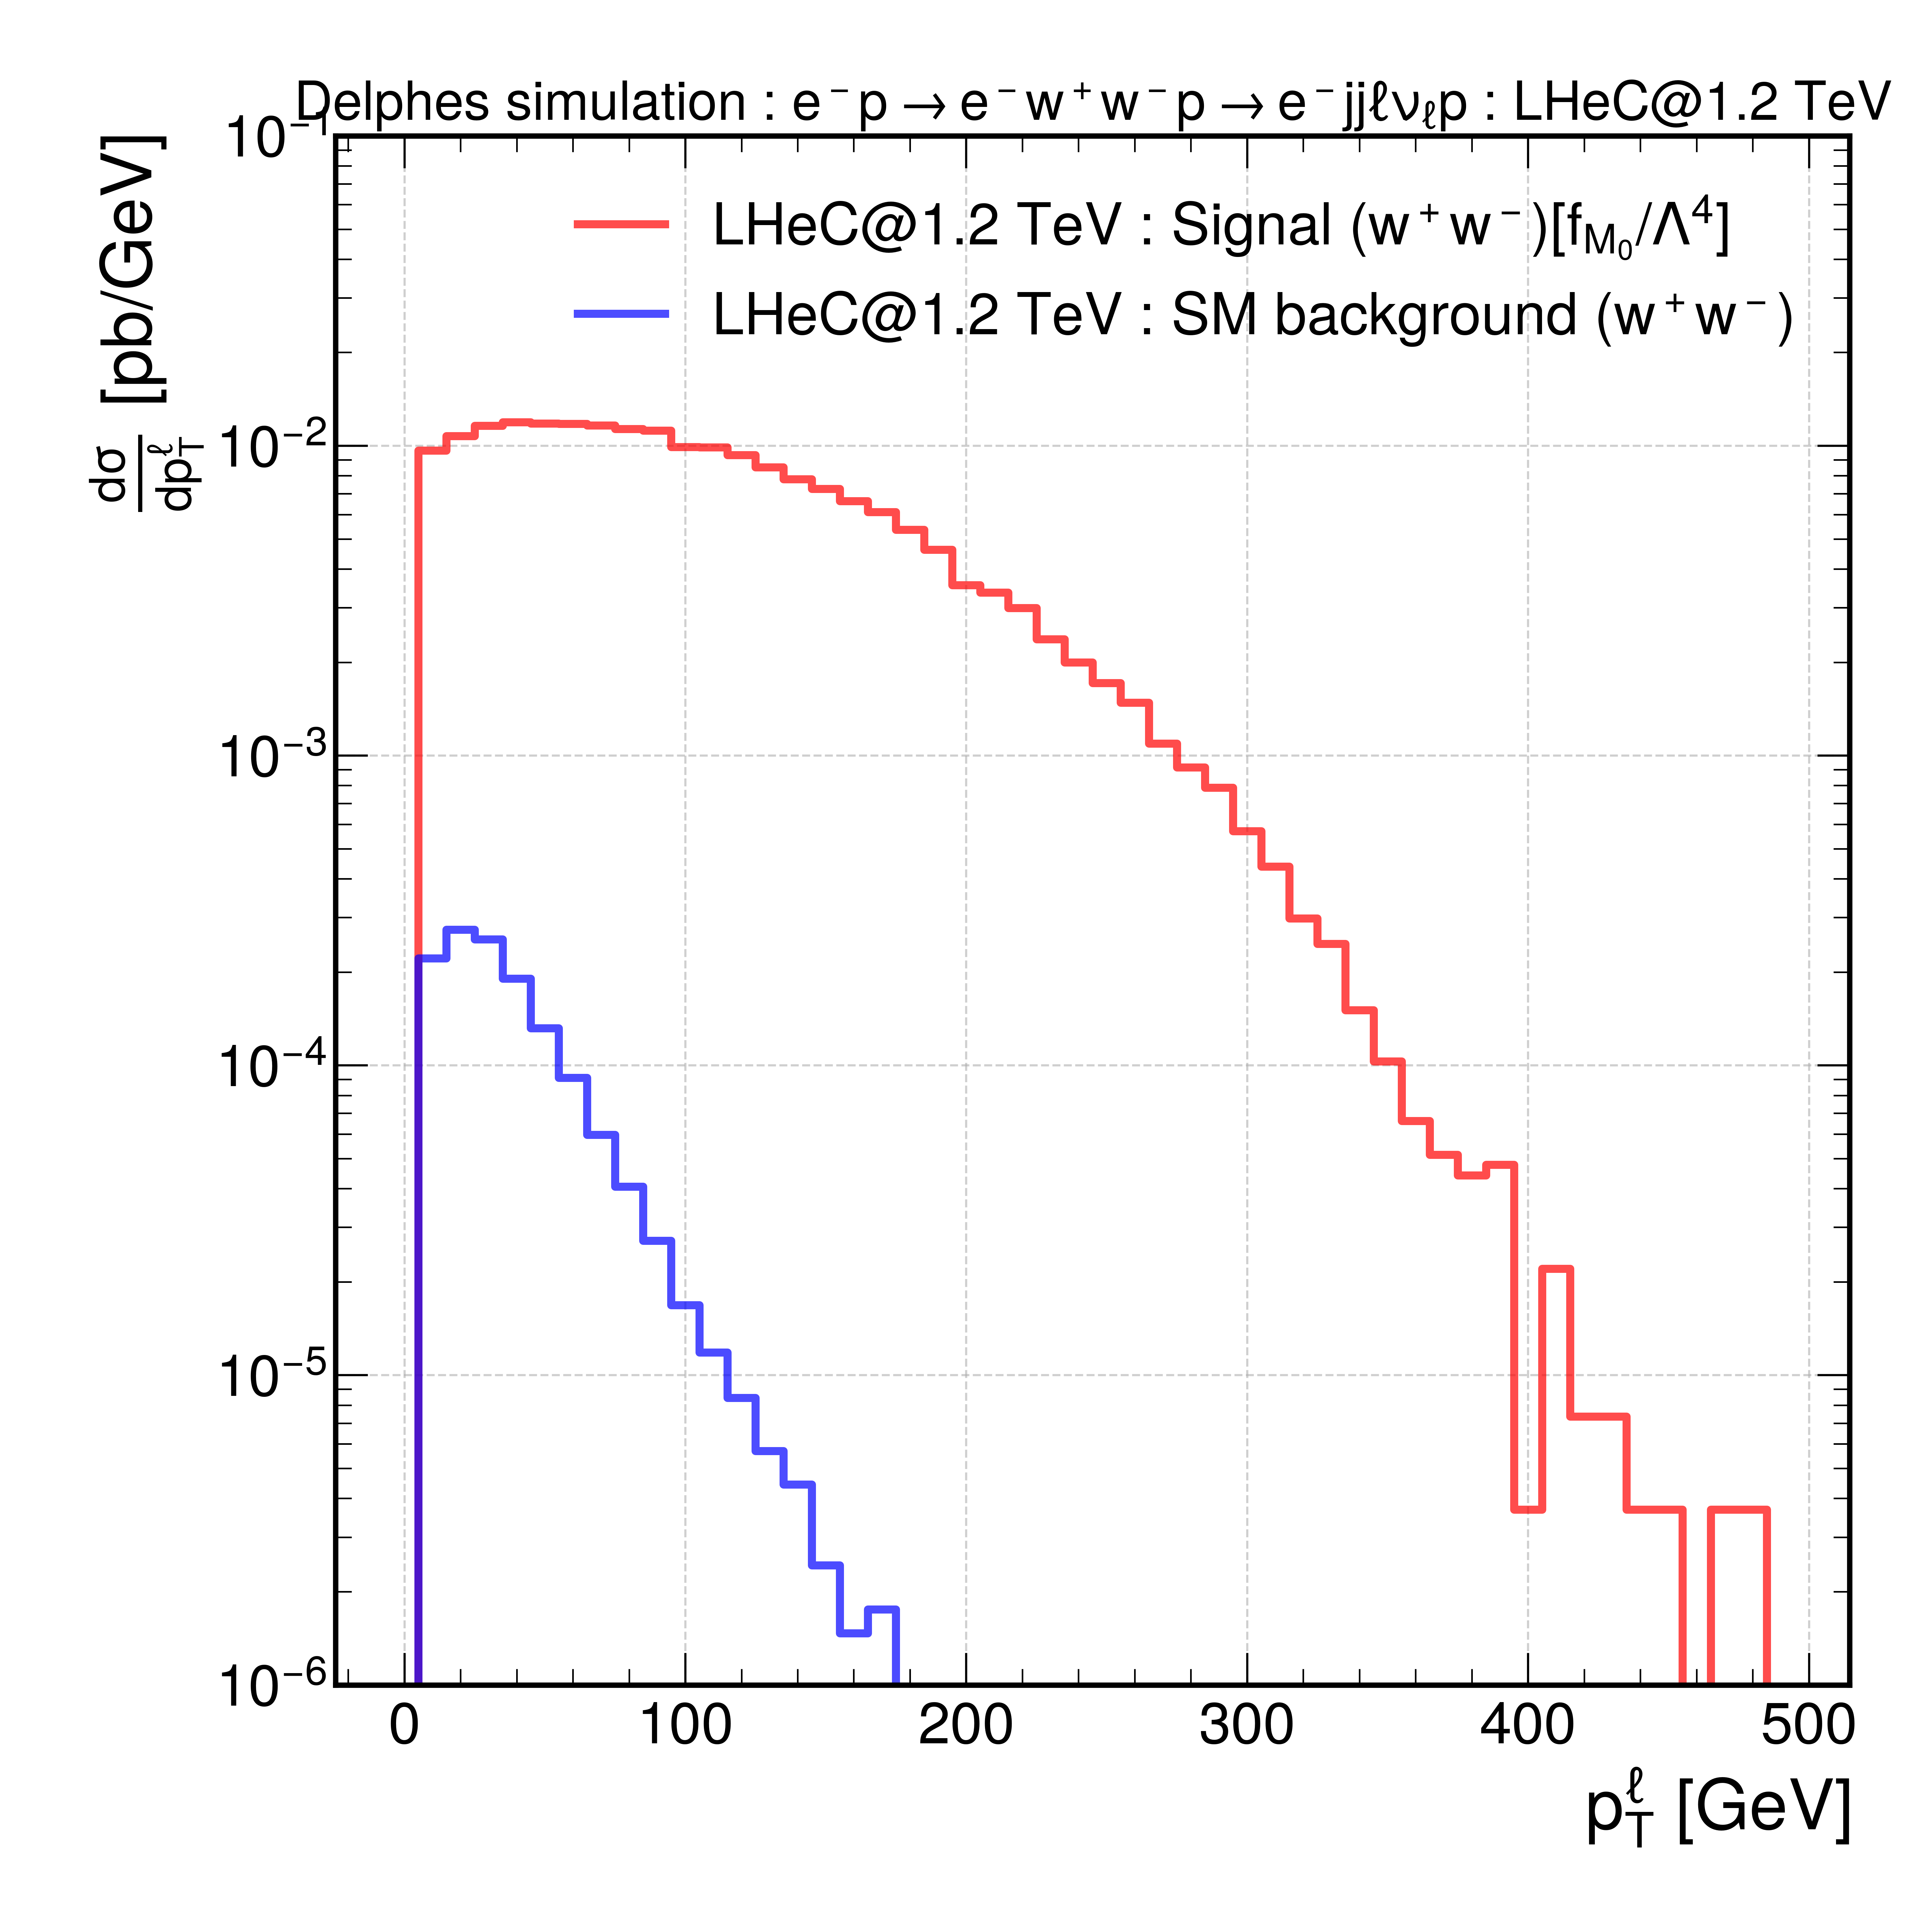 Delphes simulation : e⁻p → e⁻w⁺w⁻p → e⁻jjℓν_ℓp : LHeC@1.2 TeV
LHeC@1.2 TeV : Signal (w⁺w⁻)[f_{M₀}/Λ⁴]
LHeC@1.2 TeV : SM background (w⁺w⁻)
dσ/dp_T^ℓ [pb/GeV]
10⁻¹
10⁻²
10⁻³
10⁻⁴
10⁻⁵
10⁻⁶
0 100 200 300 400 500
p_T^ℓ [GeV]